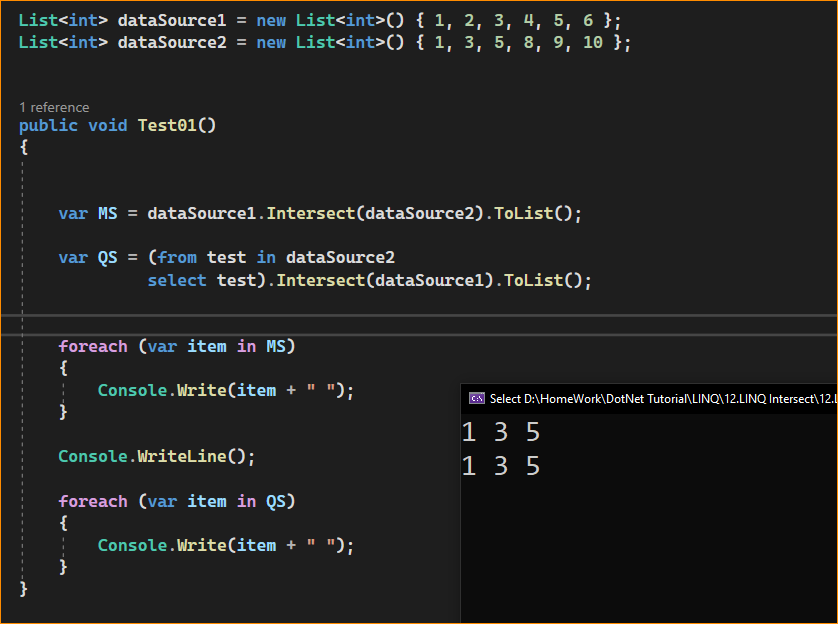 List<int> dataSource1 = new List<int>() { 1, 2, 3, 4, 5, 6 };
List<int> dataSource2 = new List<int>() { 1, 3, 5, 8, 9, 10 };
1 reference
public void Test01()
{
var MS = dataSource1.Intersect(dataSource2).ToList();
var QS = (from test in dataSource2
select test).Intersect(dataSource1).ToList();
foreach (var item in MS)
{
Console.Write(item + " ");
}
Console.WriteLine();
foreach (var item in QS)
{
Console.Write(item + " ");
}
}
Select D:\HomeWork\DotNet Tutorial\LINQ\12.LINQ Intersect\12.L
1 3 5
1 3 5